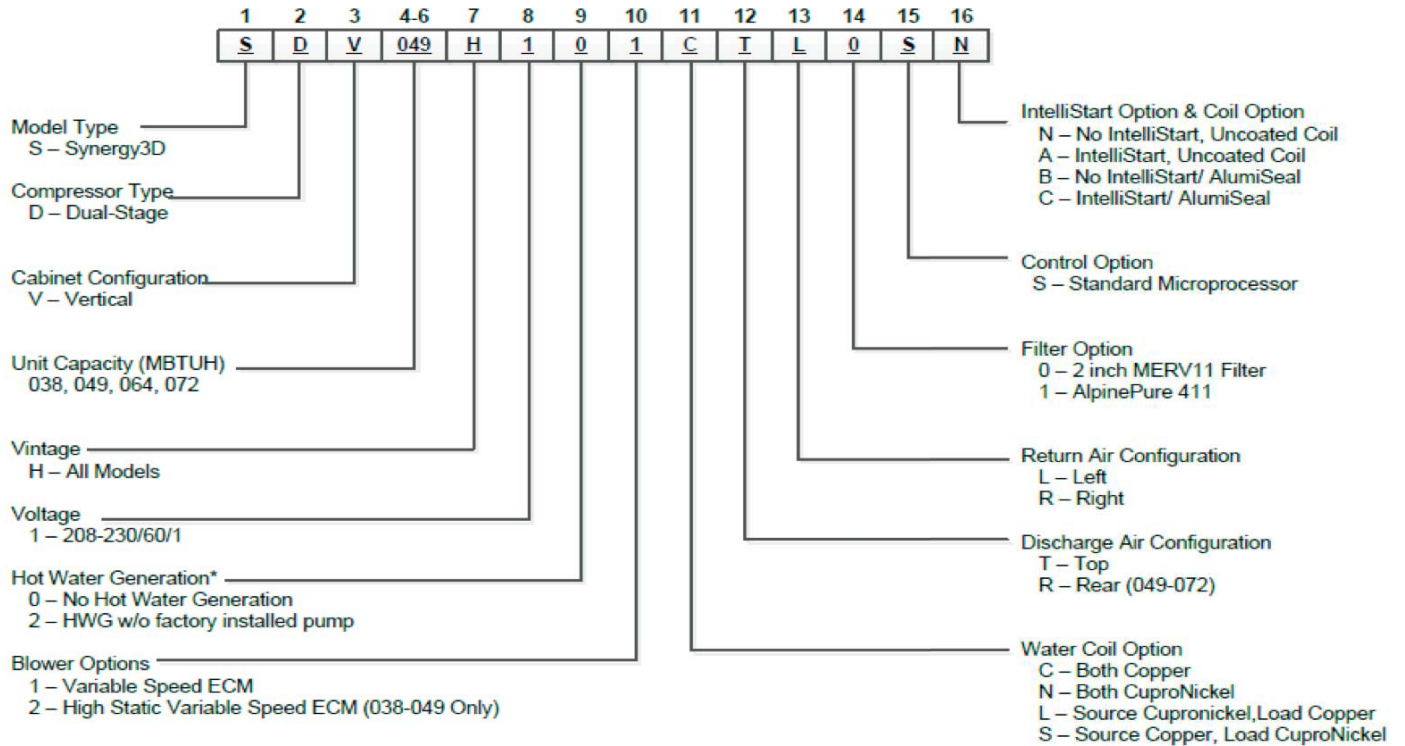 1 2 3 4-6 7 8 9 10 11 12 13 14 15 16
S D V 049 H 1 0 1 C T L 0 S N
Model Type
S – Synergy3D
Compressor Type
D – Dual-Stage
Cabinet Configuration
V – Vertical
Unit Capacity (MBTUH)
038, 049, 064, 072
Vintage
H – All Models
Voltage
1 – 208-230/60/1
Hot Water Generation*
0 – No Hot Water Generation
2 – HWG w/o factory installed pump
Blower Options
1 – Variable Speed ECM
2 – High Static Variable Speed ECM (038-049 Only)
IntelliStart Option & Coil Option
N – No IntelliStart, Uncoated Coil
A – IntelliStart, Uncoated Coil
B – No IntelliStart/ AlumiSeal
C – IntelliStart/ AlumiSeal
Control Option
S – Standard Microprocessor
Filter Option
0 – 2 inch MERV11 Filter
1 – AlpinePure 411
Return Air Configuration
L – Left
R – Right
Discharge Air Configuration
T – Top
R – Rear (049-072)
Water Coil Option
C – Both Copper
N – Both CuproNickel
L – Source Cupronickel,Load Copper
S – Source Copper, Load CuproNickel